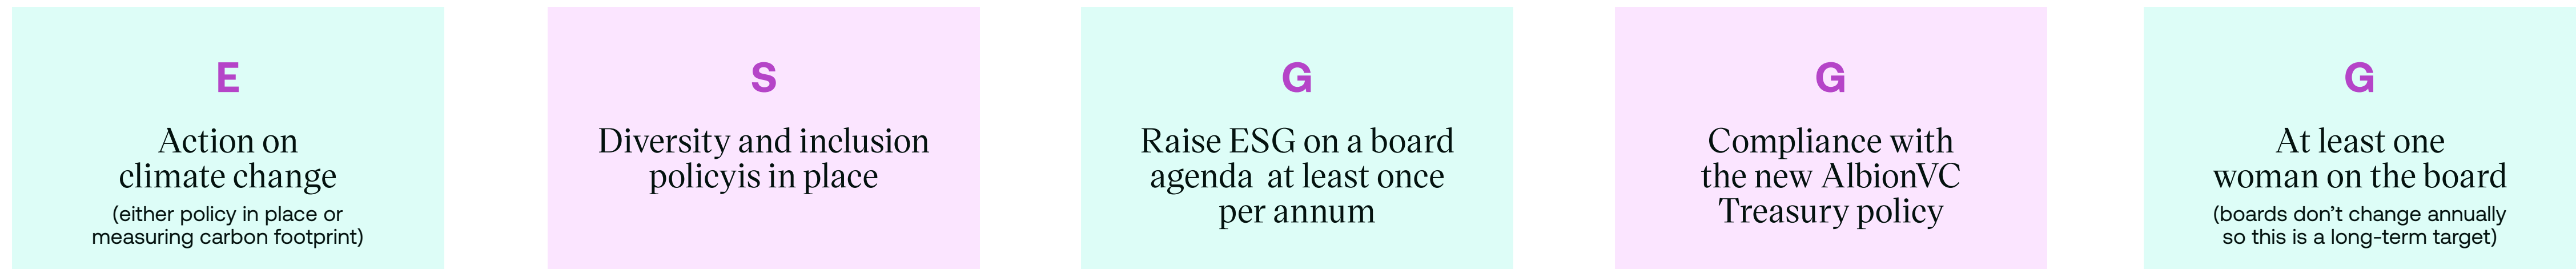 E
Action on
climate change
(either policy in place or
measuring carbon footprint)
S
Diversity and inclusion
policyis in place
G
Raise ESG on a board
agenda  at least once
per annum
G
Compliance with
the new AlbionVC
Treasury policy
G
At least one
woman on the board
(boards don’t change annually
so this is a long-term target)